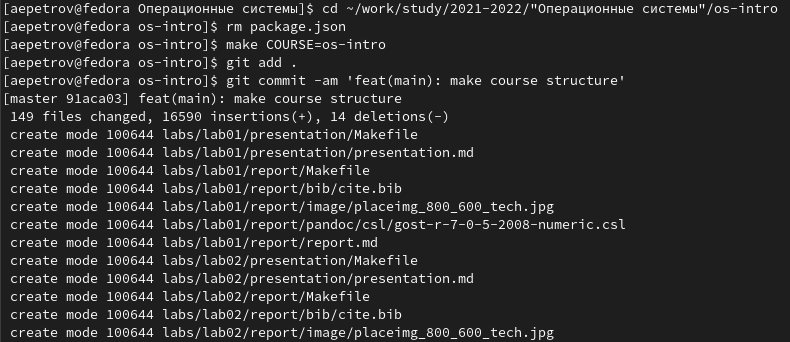 [aepetrov@fedora Операционные системы]$ cd ~/work/study/2021-2022/"Операционные системы"/os-intro
[aepetrov@fedora os-intro]$ rm package.json
[aepetrov@fedora os-intro]$ make COURSE=os-intro
[aepetrov@fedora os-intro]$ git add .
[aepetrov@fedora os-intro]$ git commit -am 'feat(main): make course structure'
[master 91aca03] feat(main): make course structure
 149 files changed, 16590 insertions(+), 14 deletions(-)
 create mode 100644 labs/lab01/presentation/Makefile
 create mode 100644 labs/lab01/presentation/presentation.md
 create mode 100644 labs/lab01/report/Makefile
 create mode 100644 labs/lab01/report/bib/cite.bib
 create mode 100644 labs/lab01/report/image/placeimg_800_600_tech.jpg
 create mode 100644 labs/lab01/report/pandoc/csl/gost-r-7-0-5-2008-numeric.csl
 create mode 100644 labs/lab01/report/report.md
 create mode 100644 labs/lab02/presentation/Makefile
 create mode 100644 labs/lab02/presentation/presentation.md
 create mode 100644 labs/lab02/report/Makefile
 create mode 100644 labs/lab02/report/bib/cite.bib
 create mode 100644 labs/lab02/report/image/placeimg_800_600_tech.jpg